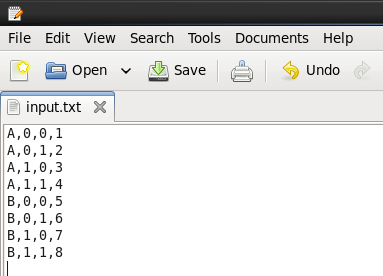 File Edit View Search Tools Documents Help
Open Save Undo
input.txt
A,0,0,1
A,0,1,2
A,1,0,3
A,1,1,4
B,0,0,5
B,0,1,6
B,1,0,7
B,1,1,8